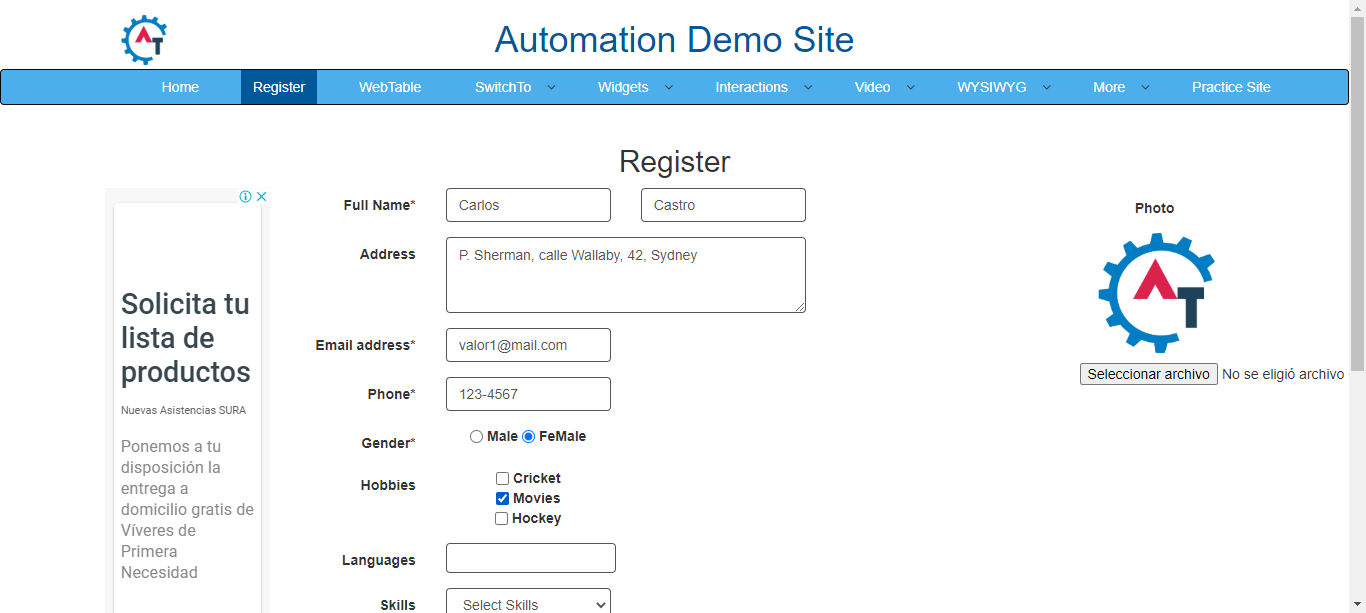 AT
Automation Demo Site
Home Register WebTable SwitchTo Widgets Interactions Video WYSIWYG More Practice Site
Register
Full Name* Carlos Castro
Address P. Sherman, calle Wallaby, 42, Sydney
Email address* valor1@mail.com
Phone* 123-4567
Gender* Male FeMale
Hobbies Cricket
Movies
Hockey
Languages
Skills Select Skills
Photo
AT
Seleccionar archivo No se eligió archivo
Solicita tu
lista de
productos
Nuevas Asistencias SURA
Ponemos a tu
disposición la
entrega a
domicilio gratis de
Víveres de
Primera
Necesidad